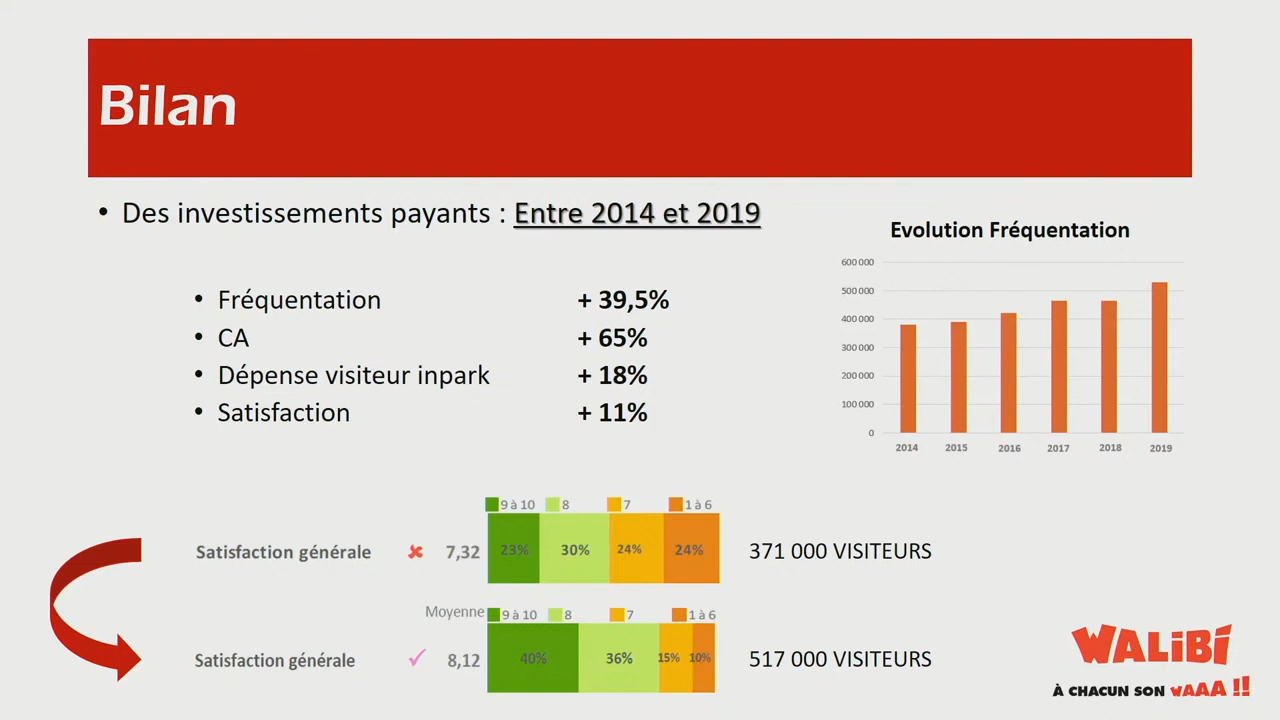 Bilan
• Des investissements payants : Entre 2014 et 2019
• Fréquentation + 39,5%
• CA + 65%
• Dépense visiteur inpark + 18%
• Satisfaction + 11%
Evolution Fréquentation
600 000
500 000
400 000
300 000
200 000
100 000
0
2014 2015 2016 2017 2018 2019
9 à 10 8 7 1 à 6
Satisfaction générale ✘ 7,32 23% 30% 24% 24% 371 000 VISITEURS
Moyenne 9 à 10 8 7 1 à 6
Satisfaction générale ✓ 8,12 40% 36% 15% 10% 517 000 VISITEURS
WALiBi
À CHACUN SON WAAA !!